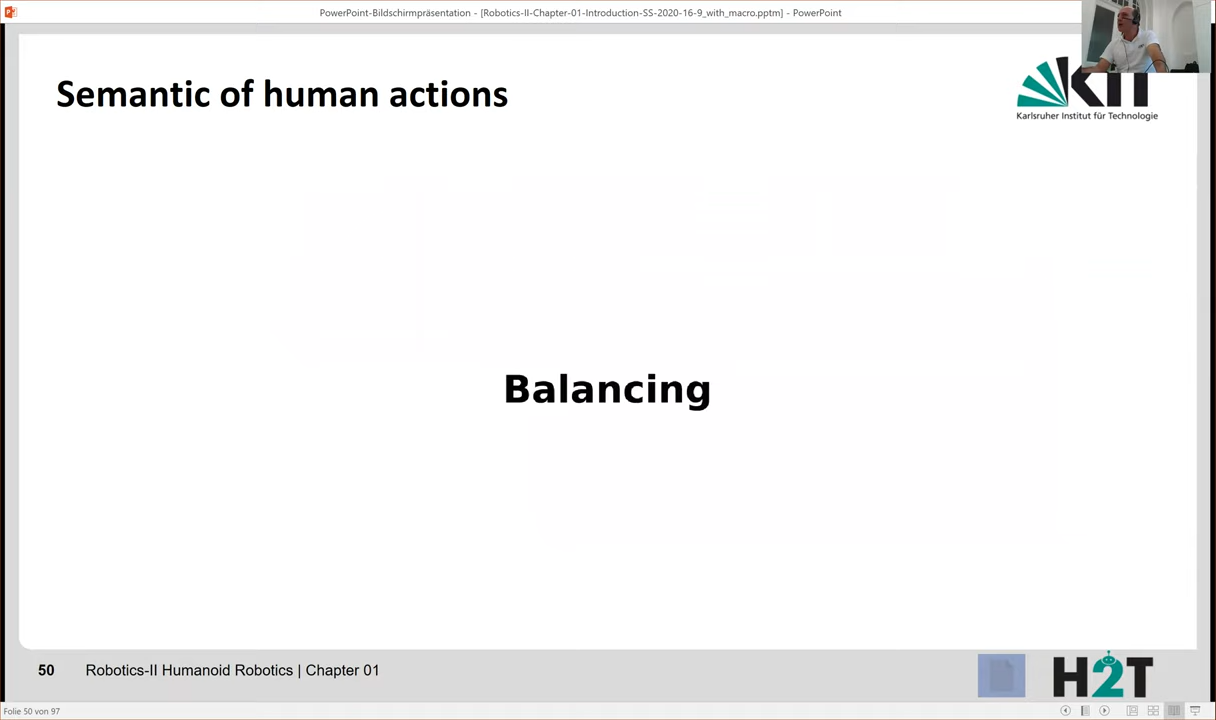 PowerPoint-Bildschirmpräsentation - [Robotics-II-Chapter-01-Introduction-SS-2020-16-9_with_macro.pptm] - PowerPoint
Semantic of human actions
KIT
Karlsruher Institut für Technologie
Balancing
50 Robotics-II Humanoid Robotics | Chapter 01
H2T
Folie 50 von 97